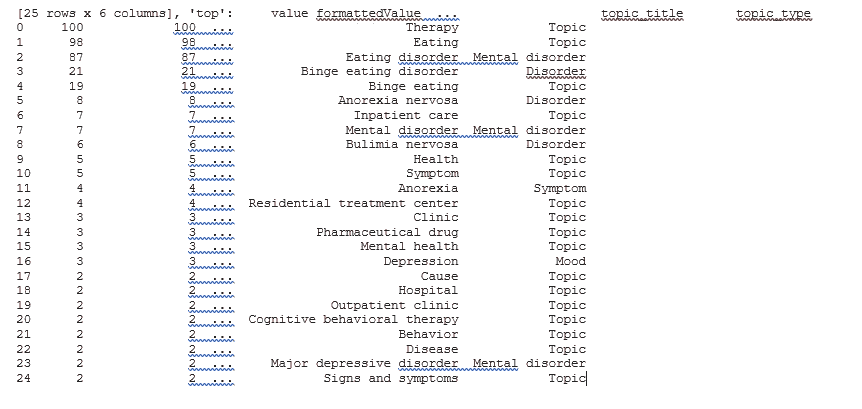 [25 rows x 6 columns], 'top':     value formattedValue  ...                   topic_title       topic_type
0     100            100  ...                       Therapy            Topic
1      98             98  ...                        Eating            Topic
2      87             87  ...               Eating disorder  Mental disorder
3      21             21  ...         Binge eating disorder         Disorder
4      19             19  ...                  Binge eating            Topic
5       8              8  ...              Anorexia nervosa         Disorder
6       7              7  ...                Inpatient care            Topic
7       7              7  ...               Mental disorder  Mental disorder
8       6              6  ...               Bulimia nervosa         Disorder
9       5              5  ...                        Health            Topic
10      5              5  ...                       Symptom            Topic
11      4              4  ...                      Anorexia          Symptom
12      4              4  ...  Residential treatment center            Topic
13      3              3  ...                        Clinic            Topic
14      3              3  ...           Pharmaceutical drug            Topic
15      3              3  ...                 Mental health            Topic
16      3              3  ...                    Depression             Mood
17      2              2  ...                         Cause            Topic
18      2              2  ...                      Hospital            Topic
19      2              2  ...             Outpatient clinic            Topic
20      2              2  ...  Cognitive behavioral therapy            Topic
21      2              2  ...                      Behavior            Topic
22      2              2  ...                       Disease            Topic
23      2              2  ...     Major depressive disorder  Mental disorder
24      2              2  ...            Signs and symptoms            Topic